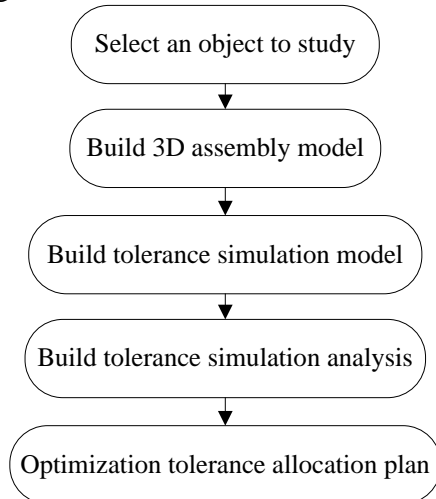 Select an object to study
Build 3D assembly model
Build tolerance simulation model
Build tolerance simulation analysis
Optimization tolerance allocation plan